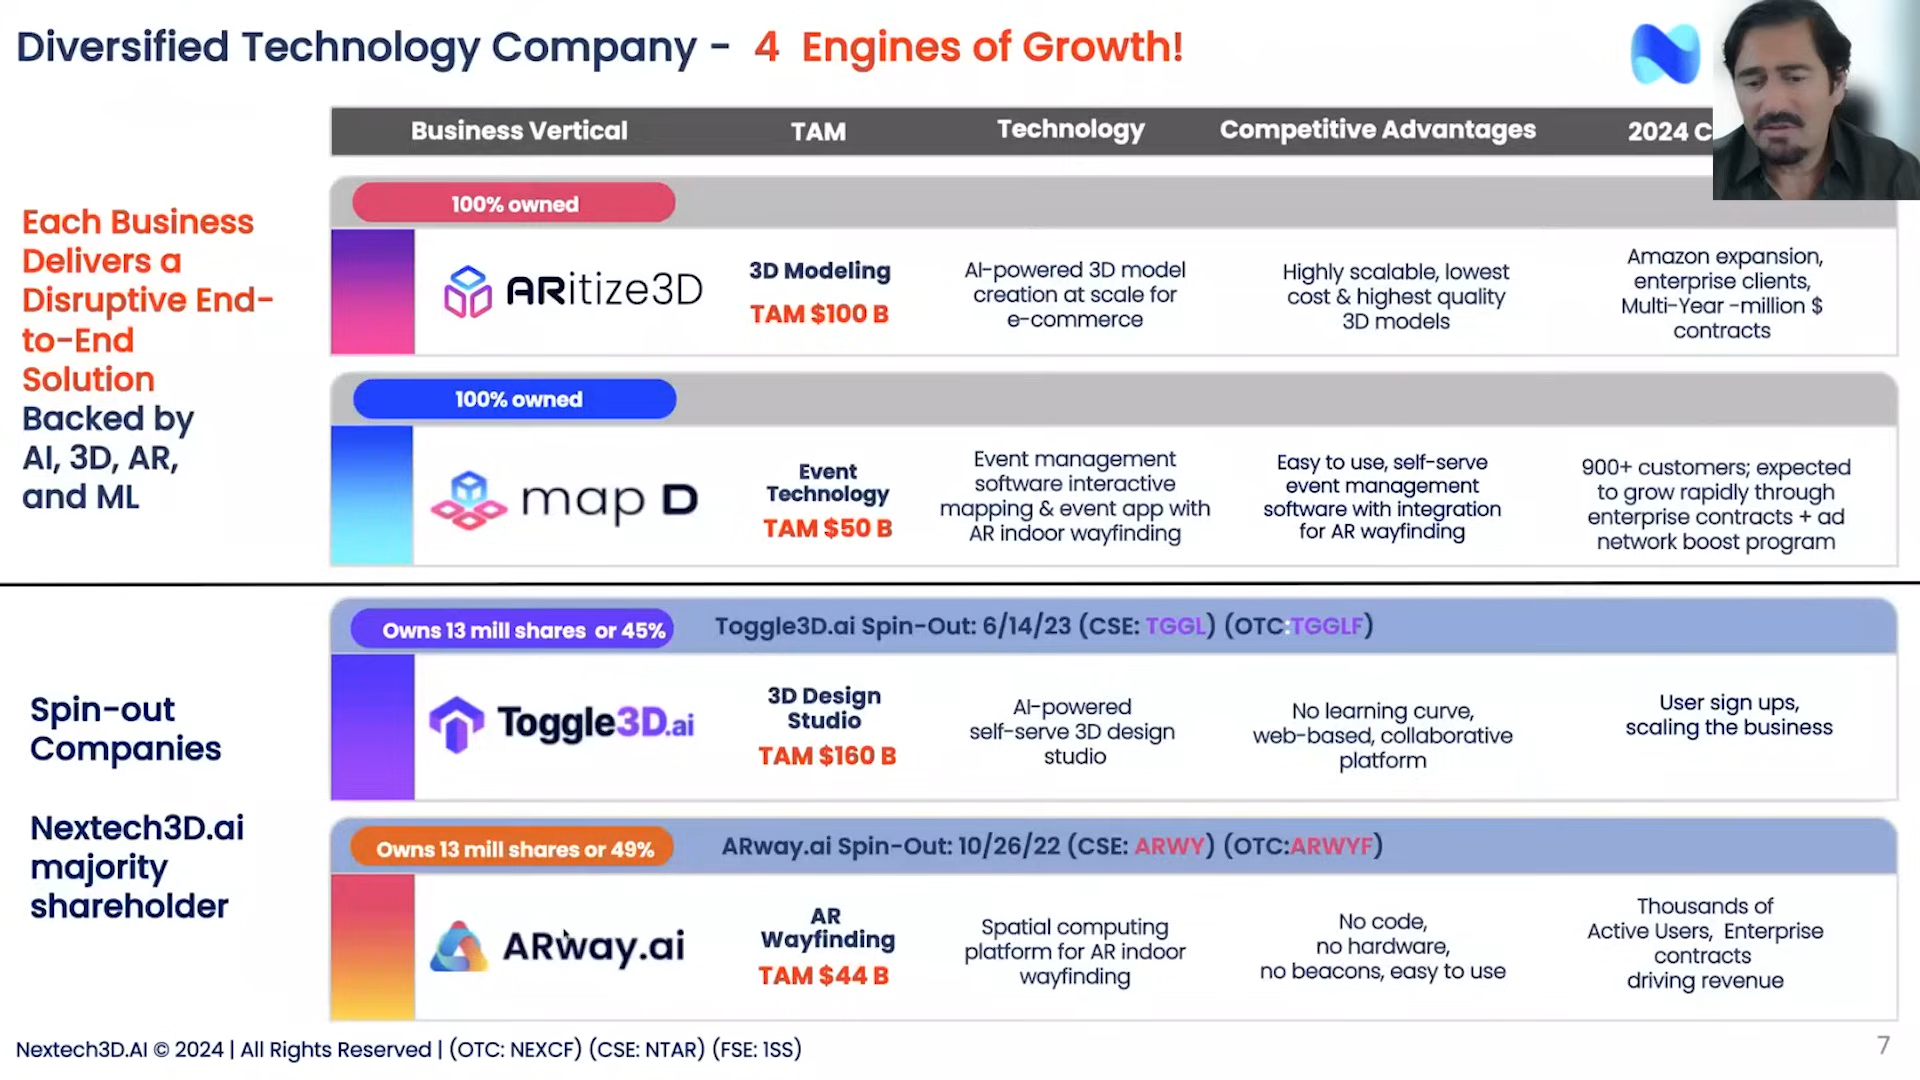 Diversified Technology Company - 4 Engines of Growth!
Business Vertical
TAM
Technology
Competitive Advantages
2024 C
Each Business
Delivers a
Disruptive End-
to-End
Solution
Backed by
AI, 3D, AR,
and ML
100% owned
ARitize3D
3D Modeling
TAM $100 B
AI-powered 3D model
creation at scale for
e-commerce
Highly scalable, lowest
cost & highest quality
3D models
Amazon expansion,
enterprise clients,
Multi-Year -million $
contracts
100% owned
map D
Event
Technology
TAM $50 B
Event management
software interactive
mapping & event app with
AR indoor wayfinding
Easy to use, self-serve
event management
software with integration
for AR wayfinding
900+ customers; expected
to grow rapidly through
enterprise contracts + ad
network boost program
Spin-out
Companies
Nextech3D.ai
majority
shareholder
Owns 13 mill shares or 45%
Toggle3D.ai Spin-Out: 6/14/23 (CSE: TGGL) (OTC:TGGLF)
Toggle3D.ai
3D Design
Studio
TAM $160 B
AI-powered
self-serve 3D design
studio
No learning curve,
web-based, collaborative
platform
User sign ups,
scaling the business
Owns 13 mill shares or 49%
ARway.ai Spin-Out: 10/26/22 (CSE: ARWY) (OTC:ARWYF)
ARway.ai
AR
Wayfinding
TAM $44 B
Spatial computing
platform for AR indoor
wayfinding
No code,
no hardware,
no beacons, easy to use
Thousands of
Active Users, Enterprise
contracts
driving revenue
Nextech3D.AI © 2024 | All Rights Reserved | (OTC: NEXCF) (CSE: NTAR) (FSE: 1SS)
7